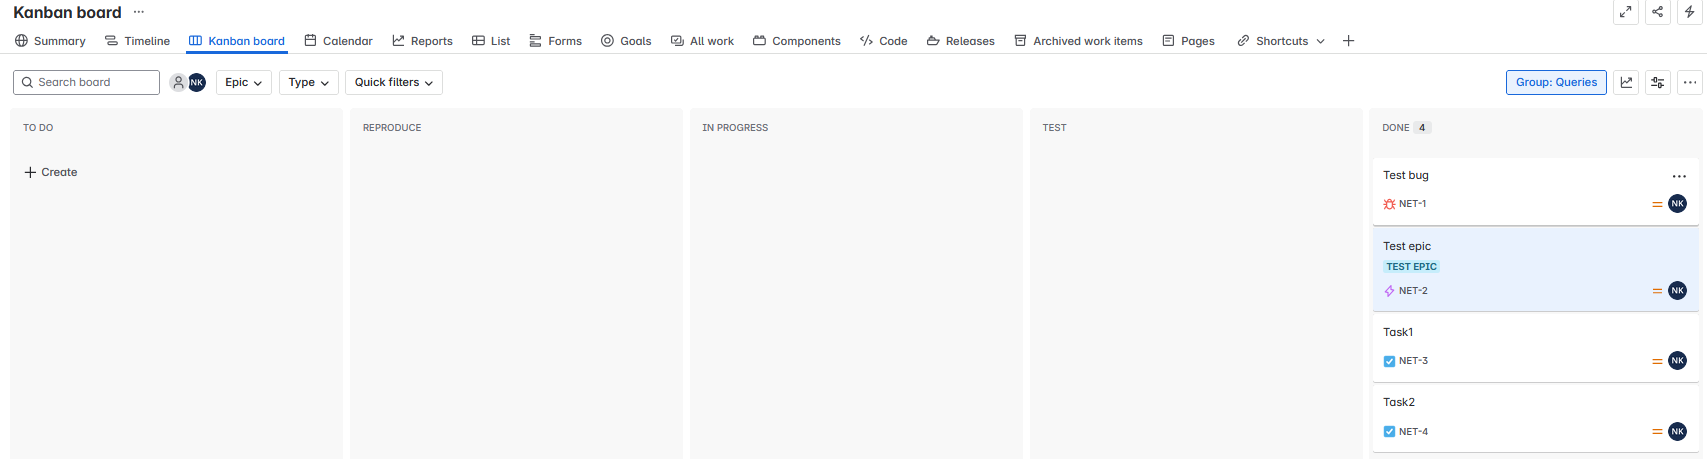 Kanban board
Summary Timeline Kanban board Calendar Reports List Forms Goals All work Components Code Releases Archived work items Pages Shortcuts
Search board NK Epic Type Quick filters Group: Queries
TO DO REPRODUCE IN PROGRESS TEST DONE 4
Create
Test bug
NET-1 NK
Test epic
TEST EPIC
NET-2 NK
Task1
NET-3 NK
Task2
NET-4 NK